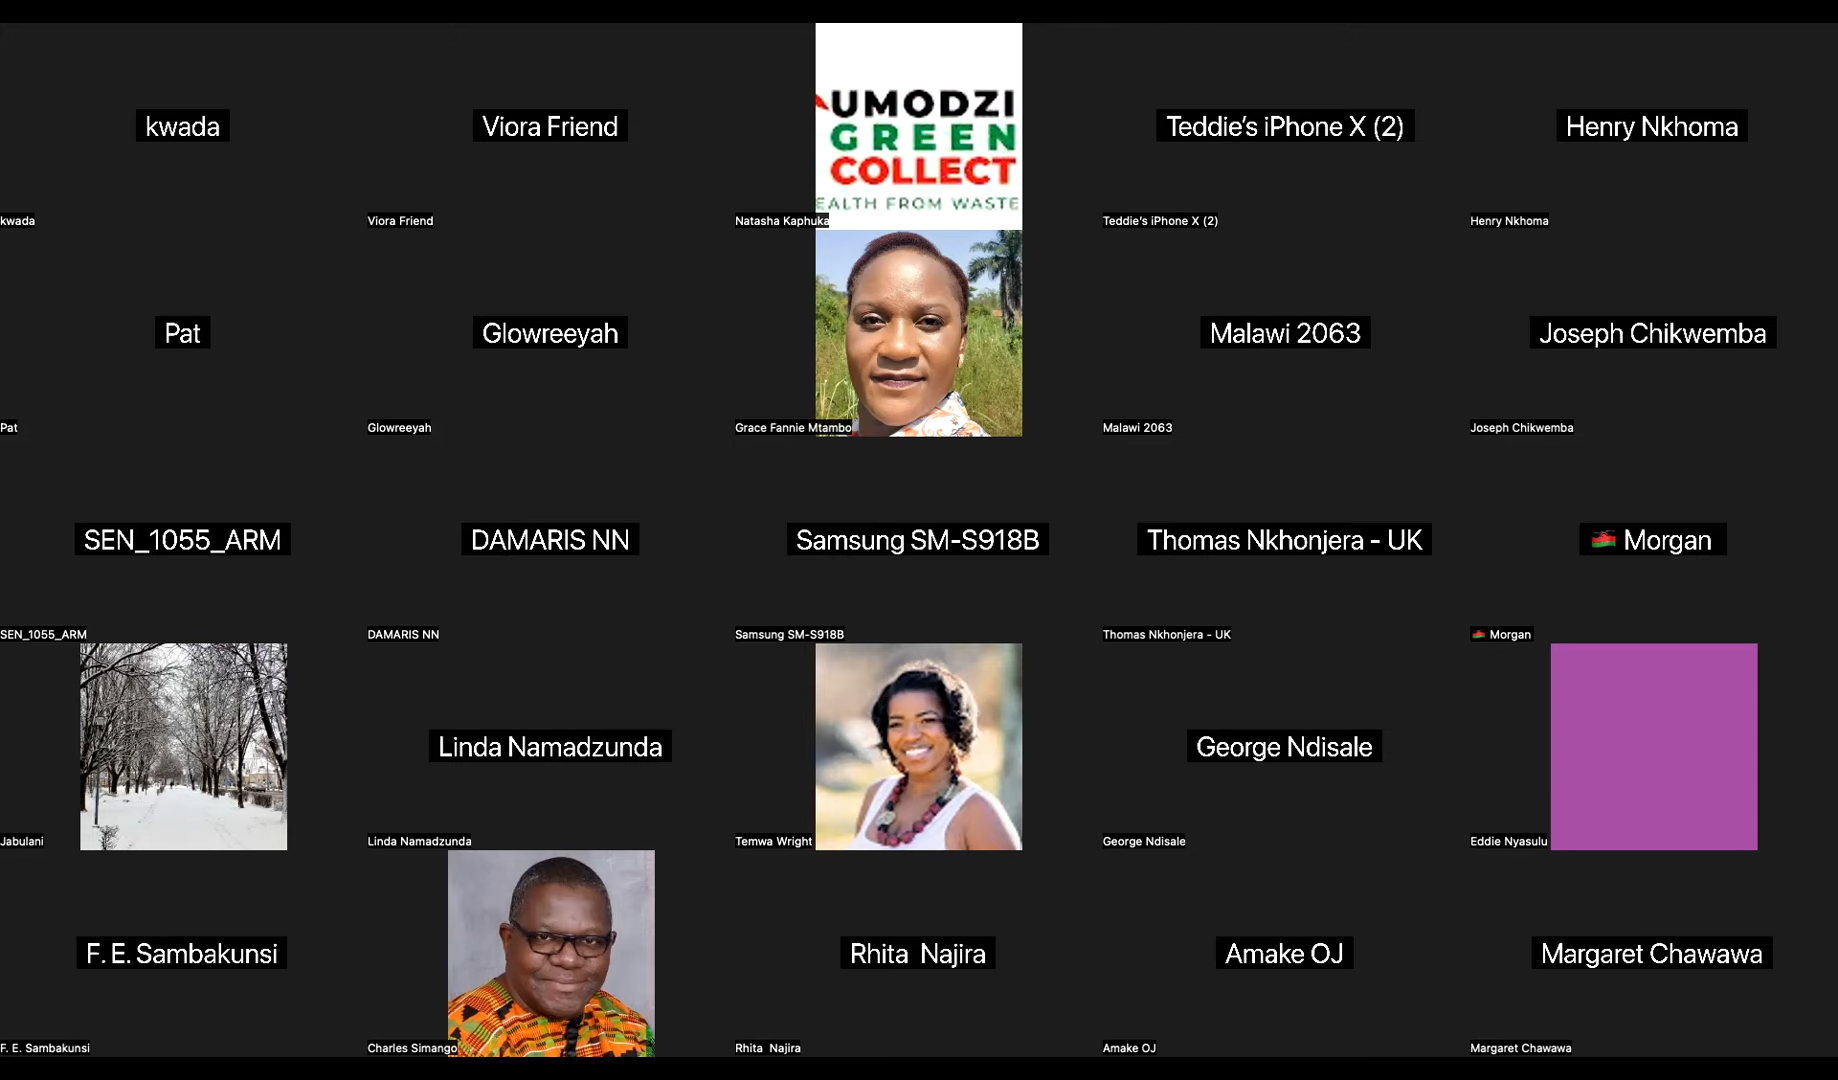 kwada
Viora Friend
UMODZI
GREEN
COLLECT
EALTH FROM WASTE
Teddie's iPhone X (2)
Henry Nkhoma
kwada
Viora Friend
Natasha Kaphuka
Teddie's iPhone X (2)
Henry Nkhoma
Pat
Glowreeyah
Malawi 2063
Joseph Chikwemba
Pat
Glowreeyah
Grace Fannie Mtambo
Malawi 2063
Joseph Chikwemba
SEN_1055_ARM
DAMARIS NN
Samsung SM-S918B
Thomas Nkhonjera - UK
🇲🇼 Morgan
SEN_1055_ARM
DAMARIS NN
Samsung SM-S918B
Thomas Nkhonjera - UK
🇲🇼 Morgan
Linda Namadzunda
George Ndisale
Jabulani
Linda Namadzunda
Temwa Wright
George Ndisale
Eddie Nyasulu
F. E. Sambakunsi
Rhita Najira
Amake OJ
Margaret Chawawa
F. E. Sambakunsi
Charles Simango
Rhita Najira
Amake OJ
Margaret Chawawa